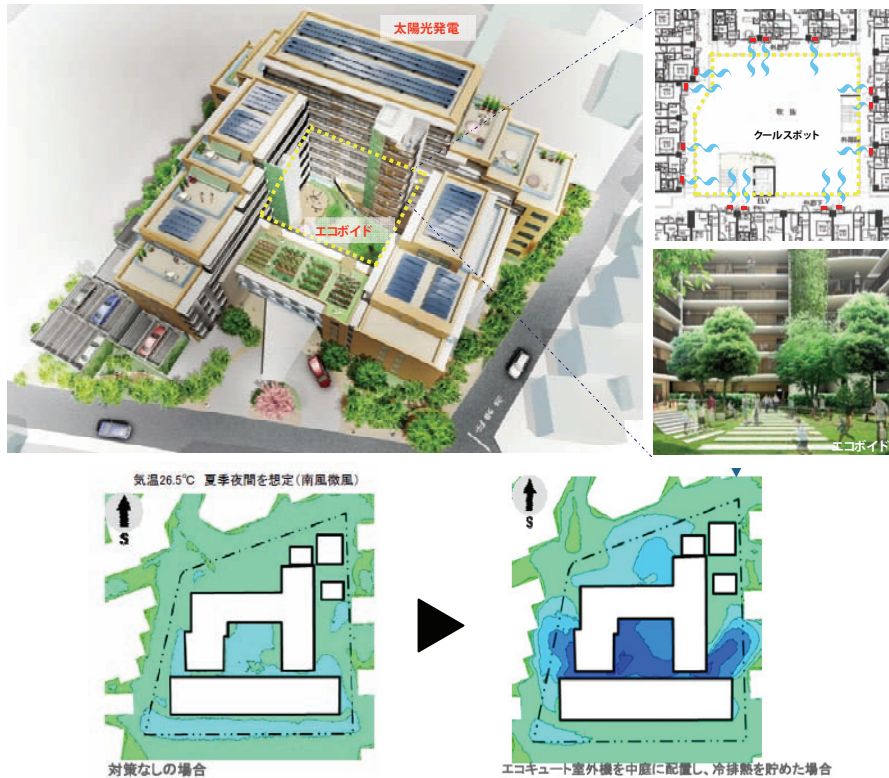 太陽光発電
エコボイド
クールスポット
ELV
エコボイド
気温26.5℃ 夏季夜間を想定(南風微風)
S
S
対策なしの場合
エコキュート室外機を中庭に配置し、冷排熱を貯めた場合